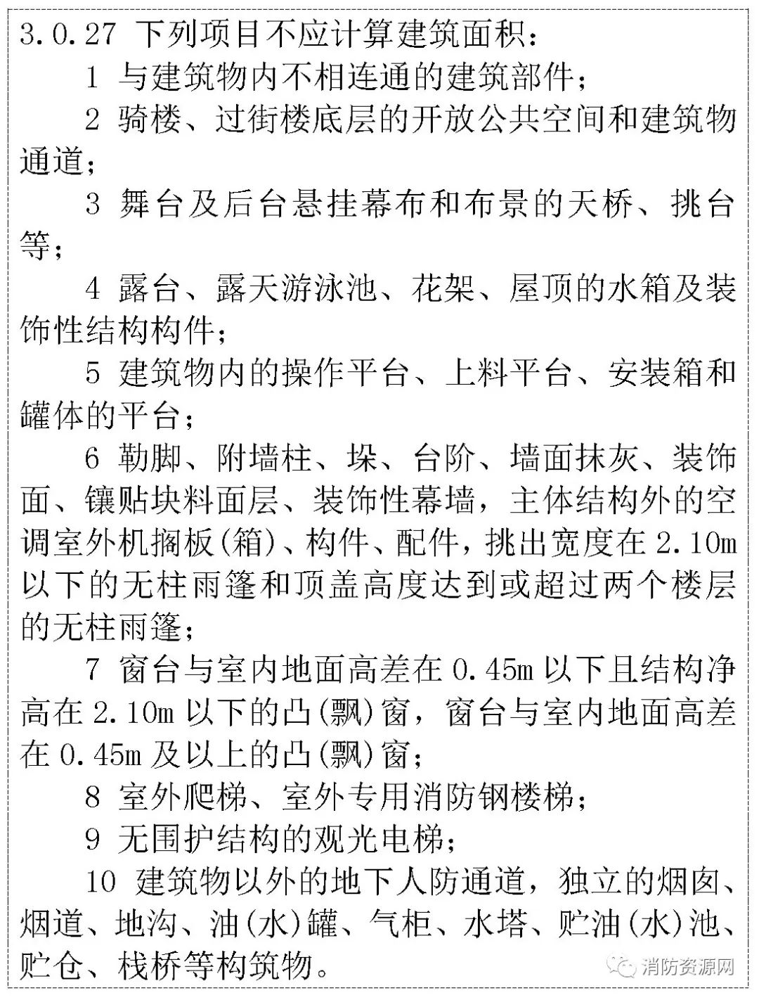 3.0.27 下列项目不应计算建筑面积：
1 与建筑物内不相连通的建筑部件；
2 骑楼、过街楼底层的开放公共空间和建筑物
通道；
3 舞台及后台悬挂幕布和布景的天桥、挑台
等；
4 露台、露天游泳池、花架、屋顶的水箱及装
饰性结构构件；
5 建筑物内的操作平台、上料平台、安装箱和
罐体的平台；
6 勒脚、附墙柱、垛、台阶、墙面抹灰、装饰
面、镶贴块料面层、装饰性幕墙，主体结构外的空
调室外机搁板(箱)、构件、配件，挑出宽度在2.10m
以下的无柱雨篷和顶盖高度达到或超过两个楼层
的无柱雨篷；
7 窗台与室内地面高差在0.45m以下且结构净
高在2.10m以下的凸(飘)窗，窗台与室内地面高差
在0.45m及以上的凸(飘)窗；
8 室外爬梯、室外专用消防钢楼梯；
9 无围护结构的观光电梯；
10 建筑物以外的地下人防通道，独立的烟囱、
烟道、地沟、油(水)罐、气柜、水塔、贮油(水)池、
贮仓、栈桥等构筑物。
消防资源网